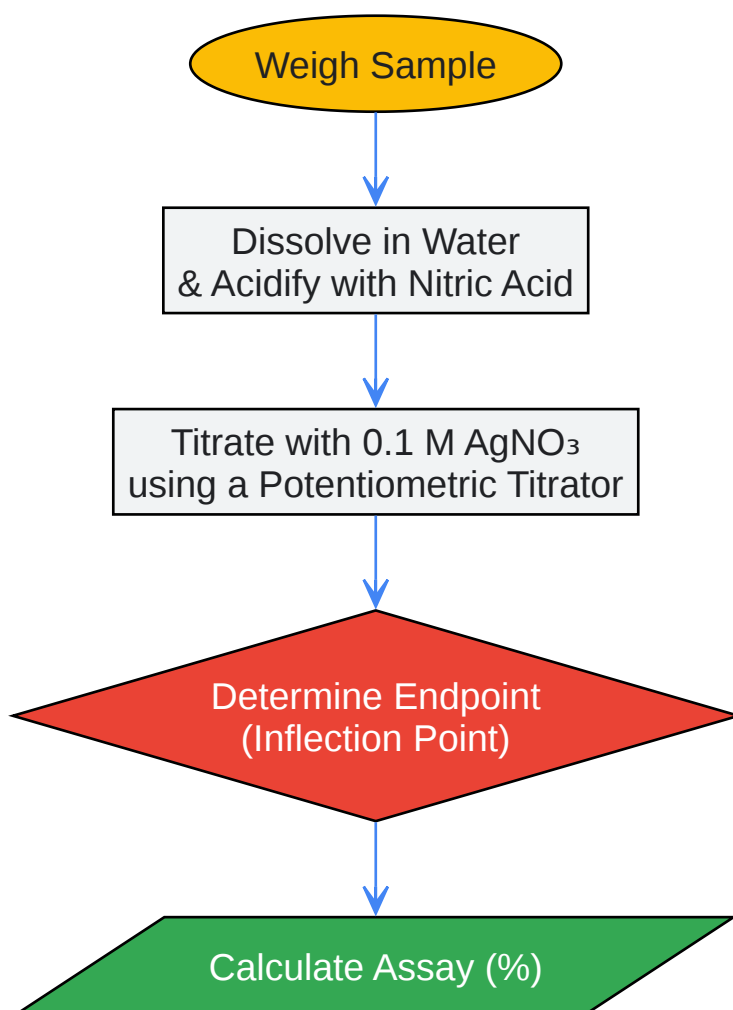 Weigh Sample
Dissolve in Water
& Acidify with Nitric Acid
Titrate with 0.1 M AgNO₃
using a Potentiometric Titrator
Determine Endpoint
(Inflection Point)
Calculate Assay (%)